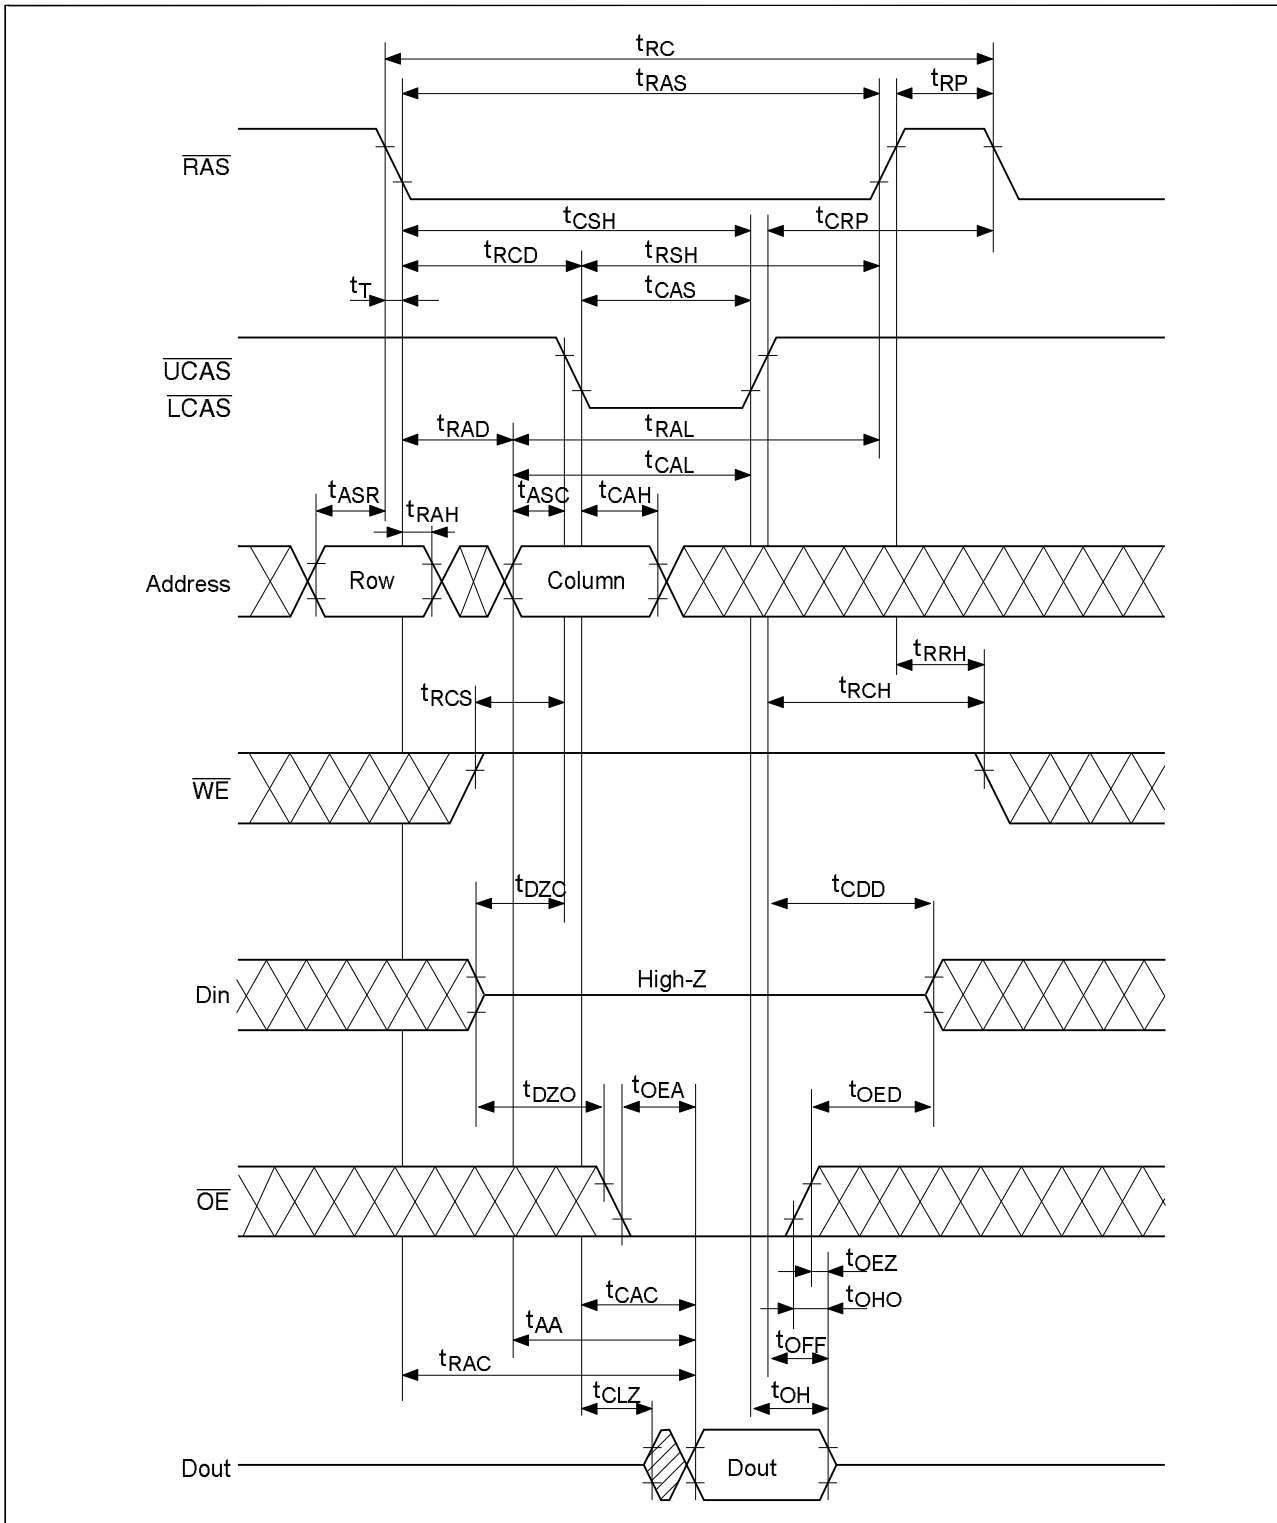 tRC
tRAS
tRP
RAS
tCSH
tCRP
tRCD
tRSH
tT
tCAS
UCAS
LCAS
tRAD
tRAL
tCAL
tASR
tASC
tCAH
tRAH
Address
Row
Column
tRRH
tRCS
tRCH
WE
tDZC
tCDD
Din
High-Z
tDZO
tOEA
tOED
OE
tOEZ
tCAC
tOHO
tAA
tOFF
tRAC
tCLZ
tOH
Dout
Dout